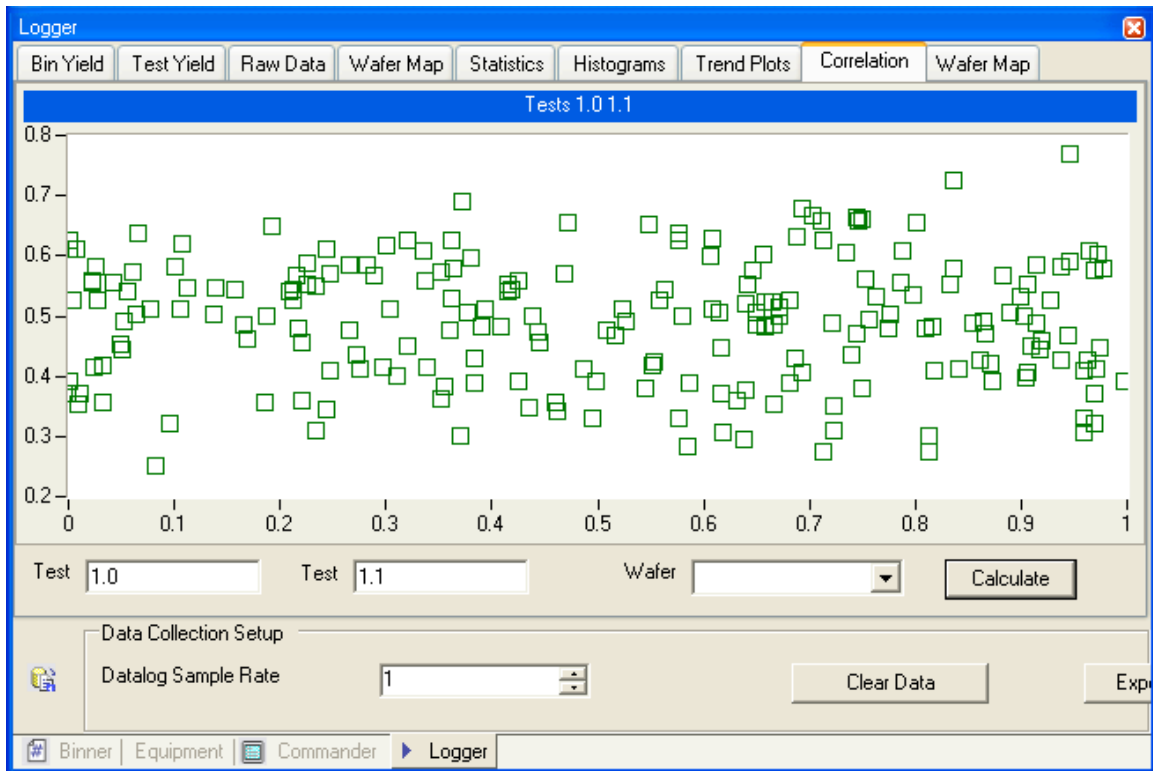 Logger
Bin Yield Test Yield Raw Data Wafer Map Statistics Histograms Trend Plots Correlation Wafer Map
Tests 1.0 1.1
0.8
0.7
0.6
0.5
0.4
0.3
0.2
0 0.1 0.2 0.3 0.4 0.5 0.6 0.7 0.8 0.9 1
Test 1.0 Test 1.1 Wafer Calculate
Data Collection Setup
Datalog Sample Rate 1 Clear Data Expo
# Binner Equipment Commander Logger